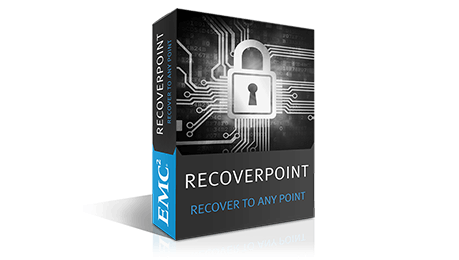 RECOVERPOINT
RECOVER TO ANY POINT
EMC²
RECOVERPOINT
RECOVER TO ANY POINT